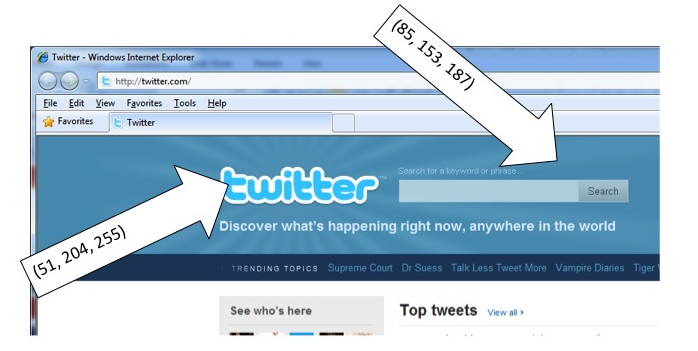 (85, 153, 187)
Twitter - Windows Internet Explorer
http://twitter.com/
File Edit View Favorites Tools Help
Favorites Twitter
Search for a keyword or phrase...
twitter™
Search
Discover what's happening right now, anywhere in the world
(51, 204, 255)
TRENDING TOPICS Supreme Court Dr Suess Talk Less Tweet More Vampire Diaries Tiger
See who's here
Top tweets View all ›